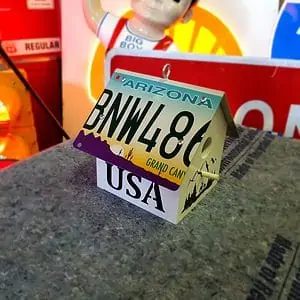 BIG
BOY
REGULAR
ARIZONA
BNW486
GRAND CANY
USA